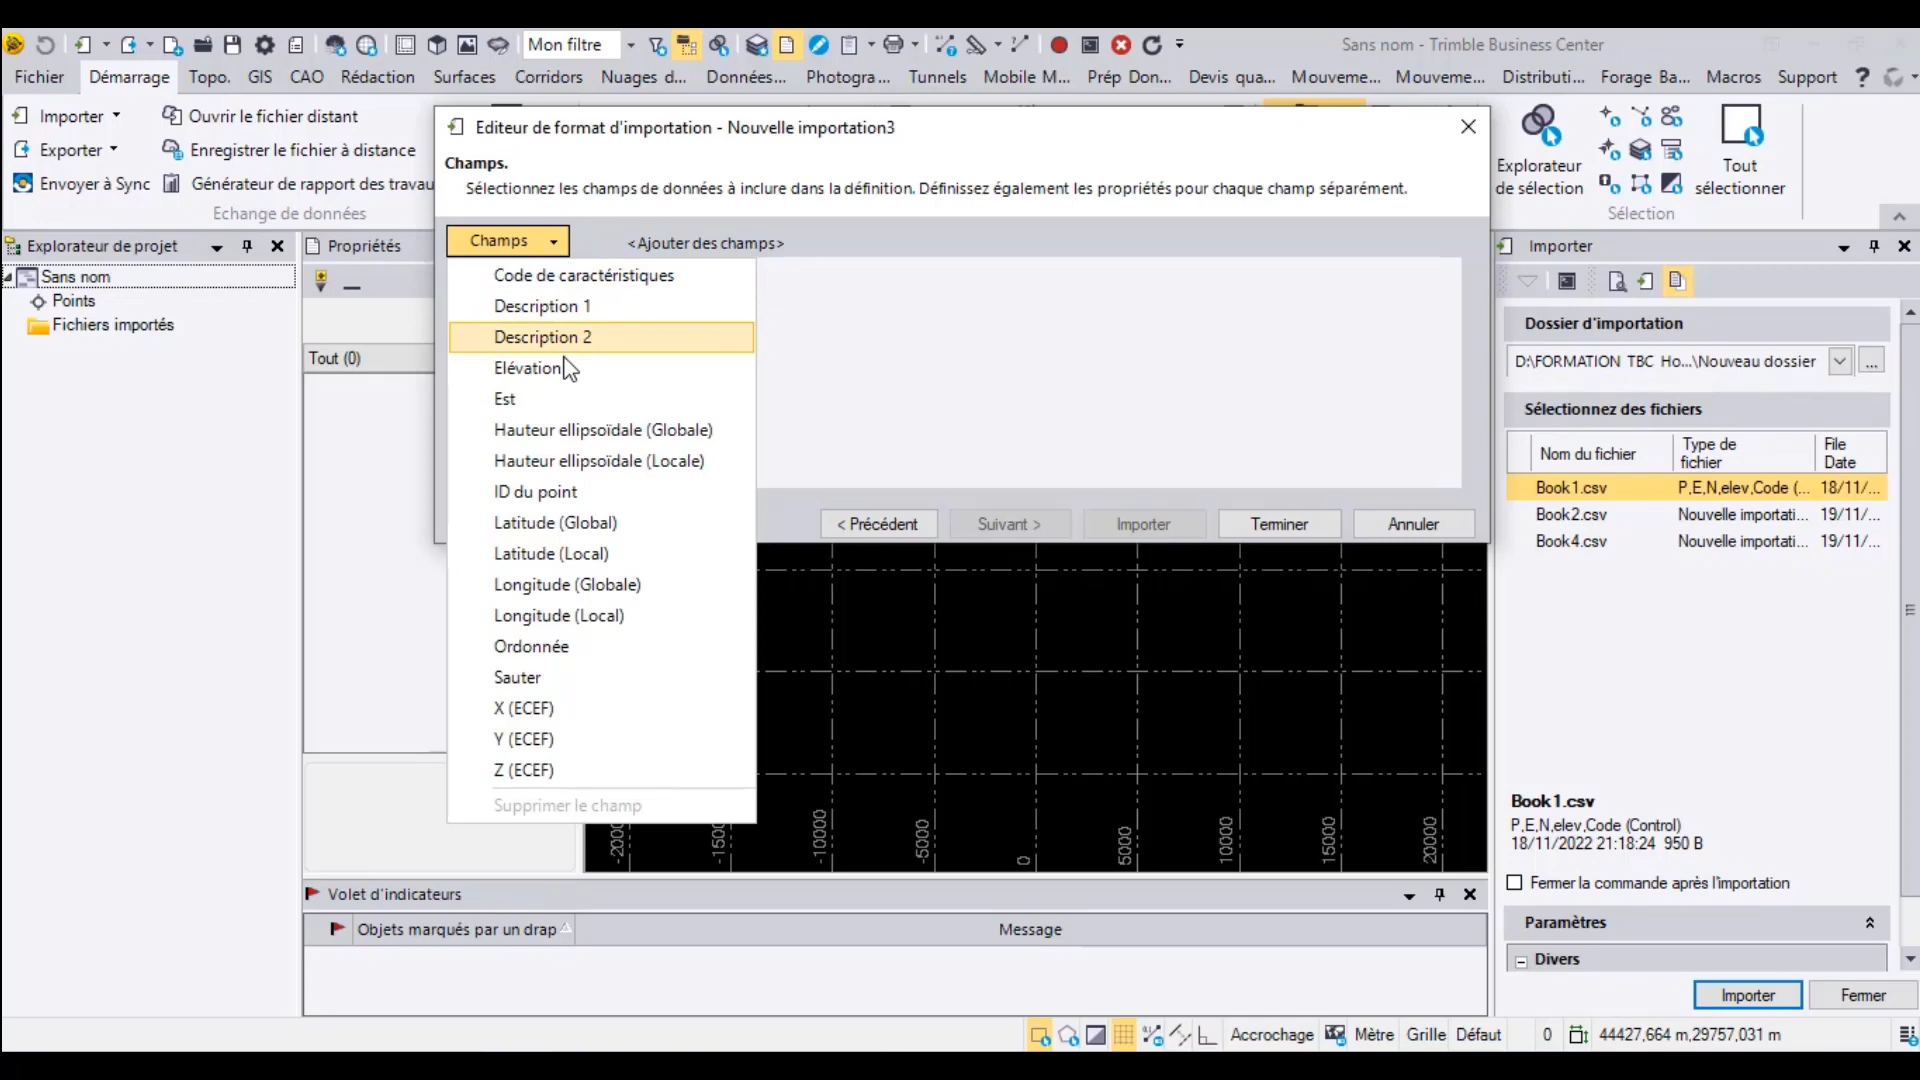 Mon filtre
Sans nom - Trimble Business Center
Fichier Démarrage Topo. GIS CAO Rédaction Surfaces Corridors Nuages d... Données... Photogra... Tunnels Mobile M... Prép Don... Devis qua... Mouveme... Mouveme... Distributi... Forage Ba... Macros Support ?
Importer
Ouvrir le fichier distant
Exporter
Enregistrer le fichier à distance
Envoyer à Sync
Générateur de rapport des travau
Echange de données
Explorateur
de sélection
Tout
sélectionner
Sélection
Editeur de format d'importation - Nouvelle importation3
Champs.
Sélectionnez les champs de données à inclure dans la définition. Définissez également les propriétés pour chaque champ séparément.
Champs
<Ajouter des champs>
Code de caractéristiques
Description 1
Description 2
Elévation
Est
Hauteur ellipsoïdale (Globale)
Hauteur ellipsoïdale (Locale)
ID du point
Latitude (Global)
Latitude (Local)
Longitude (Globale)
Longitude (Local)
Ordonnée
Sauter
X (ECEF)
Y (ECEF)
Z (ECEF)
Supprimer le champ
< Précédent
Suivant >
Importer
Terminer
Annuler
Explorateur de projet
Sans nom
Points
Fichiers importés
Propriétés
Tout (0)
-10000
-5000
0
5000
10000
15000
20000
Volet d'indicateurs
Objets marqués par un drap
Message
Importer
Dossier d'importation
D:\FORMATION TBC Ho...\Nouveau dossier
...
Sélectionnez des fichiers
Nom du fichier
Type de
fichier
File
Date
Book1.csv P,E,N,elev,Code (... 18/11/...
Book2.csv Nouvelle importati... 19/11/...
Book4.csv Nouvelle importati... 19/11/...
Book1.csv
P,E,N,elev,Code (Control)
18/11/2022 21:18:24 950 B
Fermer la commande après l'importation
Paramètres
Divers
Importer
Fermer
Accrochage Mètre Grille Défaut 0 44427,664 m,29757,031 m